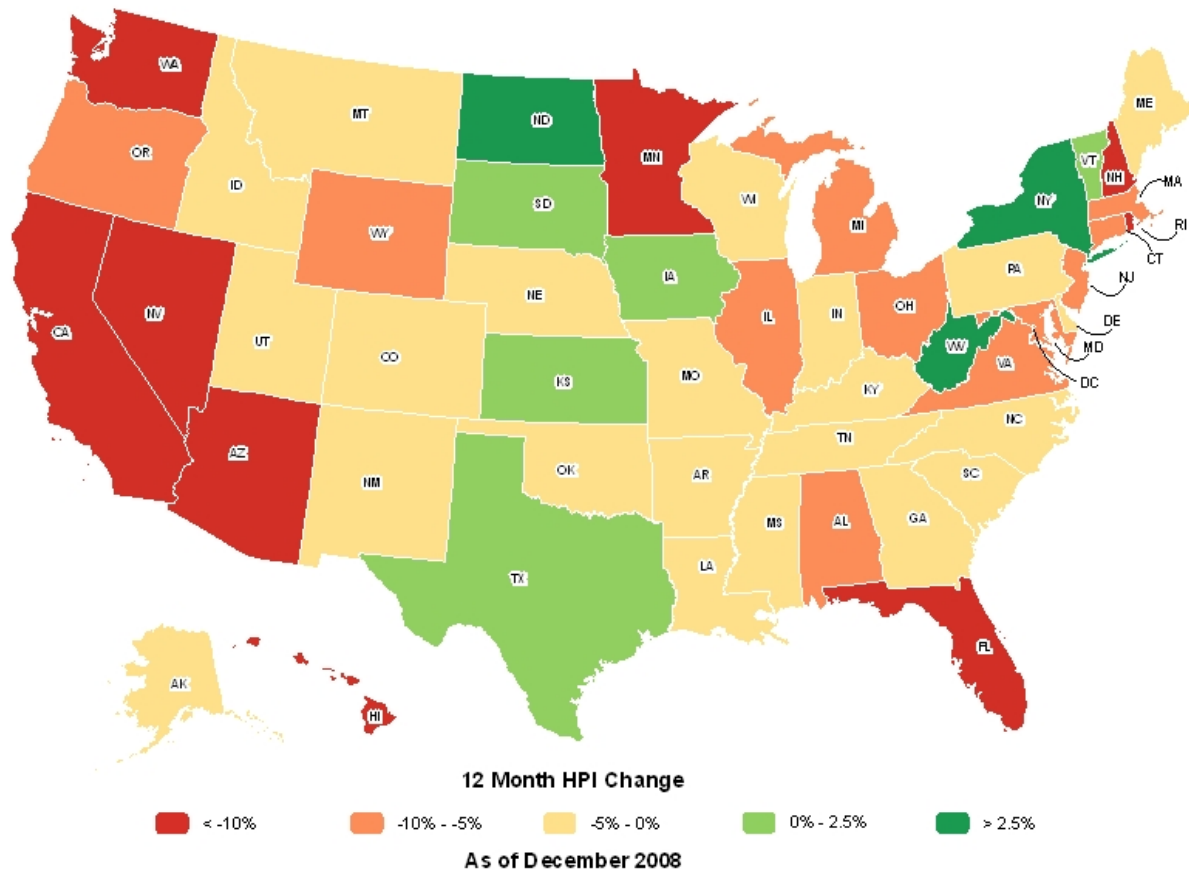 WA
MT
ND
MN
ME
OR
ID
SD
WI
VT
NH
MA
WY
MI
NY
RI
CT
IA
PA
NJ
NE
NV
CA
UT
CO
IL
IN
OH
DE
MD
DC
WV
VA
KS
MO
KY
NC
TN
AZ
NM
OK
AR
SC
MS
AL
GA
LA
TX
FL
AK
HI
12 Month HPI Change
< -10%
-10% - -5%
-5% - 0%
0% - 2.5%
> 2.5%
As of December 2008